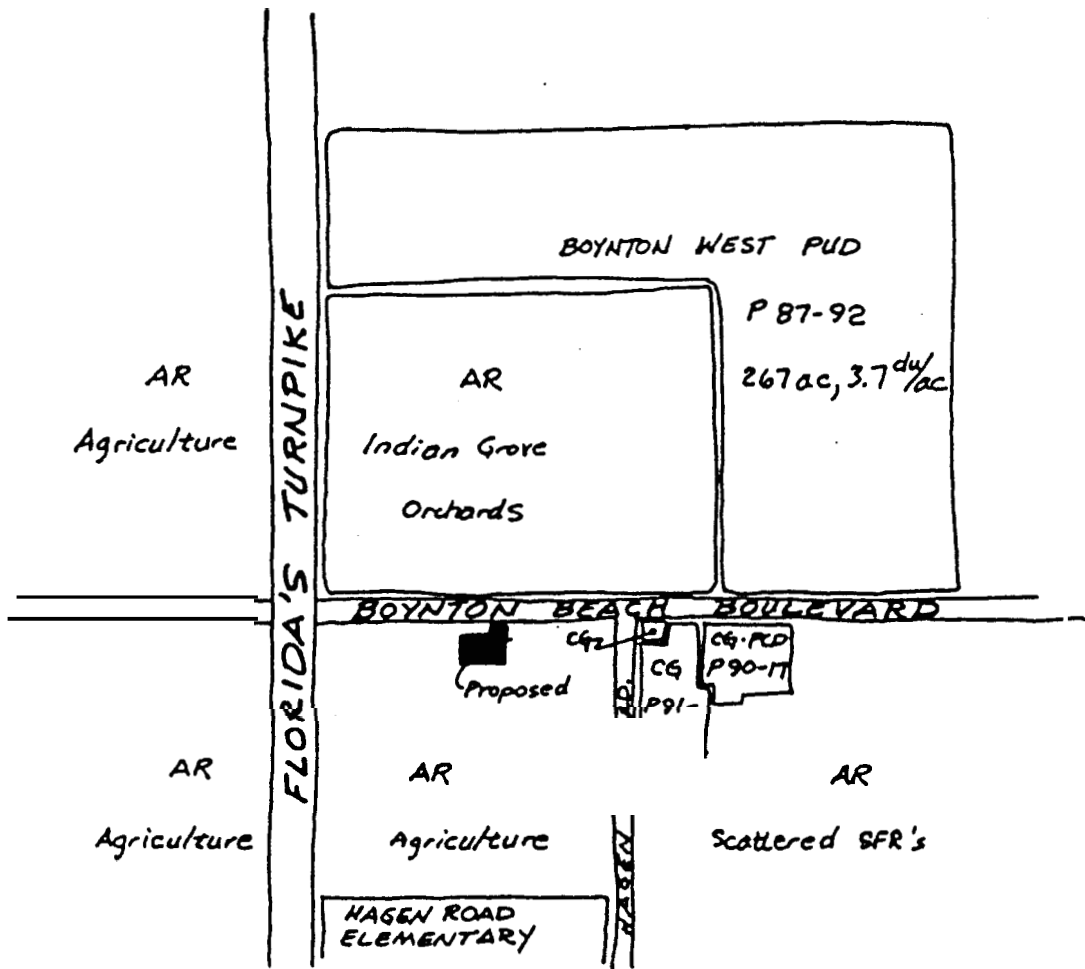 BOYNTON WEST PUD
P 87-92
267 ac, 3.7 du/ac
AR
Agriculture
FLORIDA'S TURNPIKE
AR
Indian Grove
Orchards
BOYNTON BEACH BOULEVARD
Proposed
CG
CG
P91-
CG-PCD
P90-17
RD.
AR
Agriculture
AR
Agriculture
AR
Scattered SFR's
HAGEN
HAGEN ROAD
ELEMENTARY